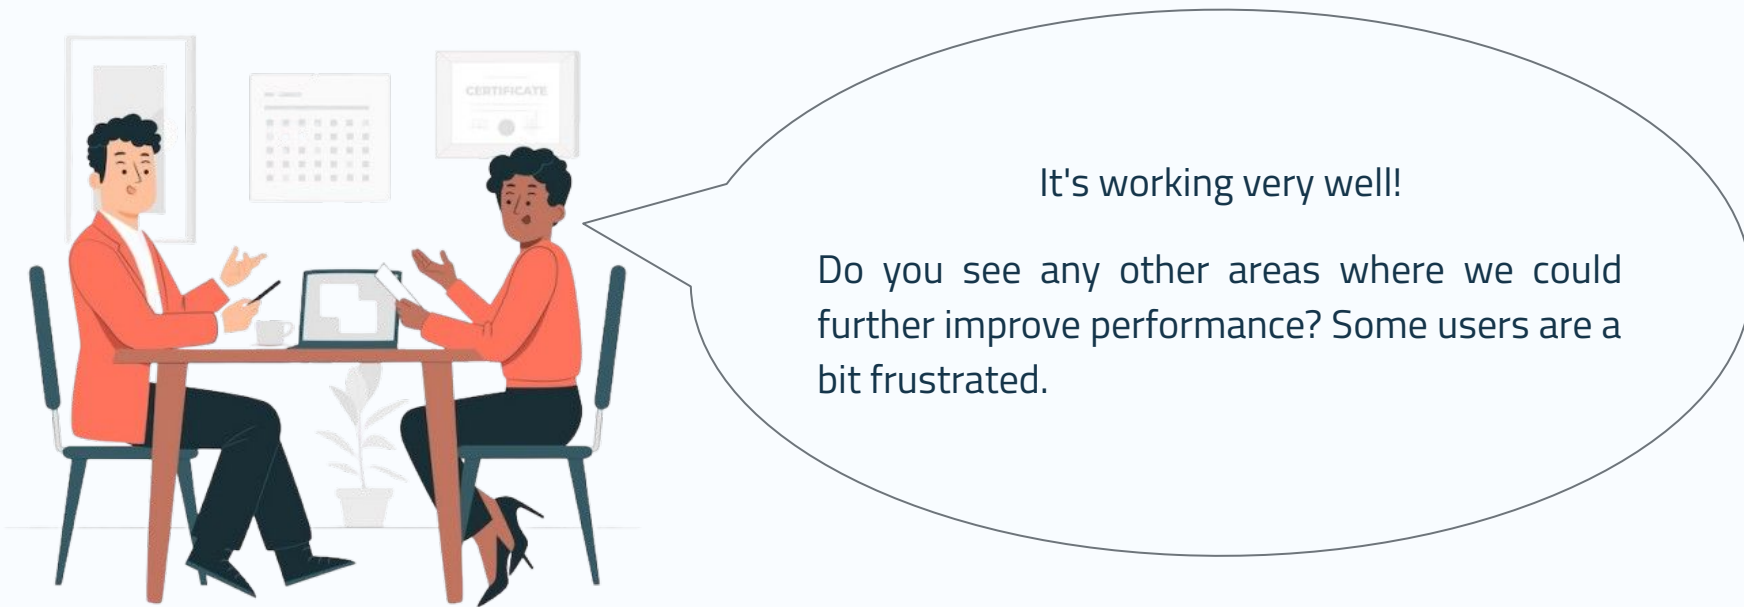 CERTIFICATE
It's working very well!
Do you see any other areas where we could
further improve performance? Some users are a
bit frustrated.